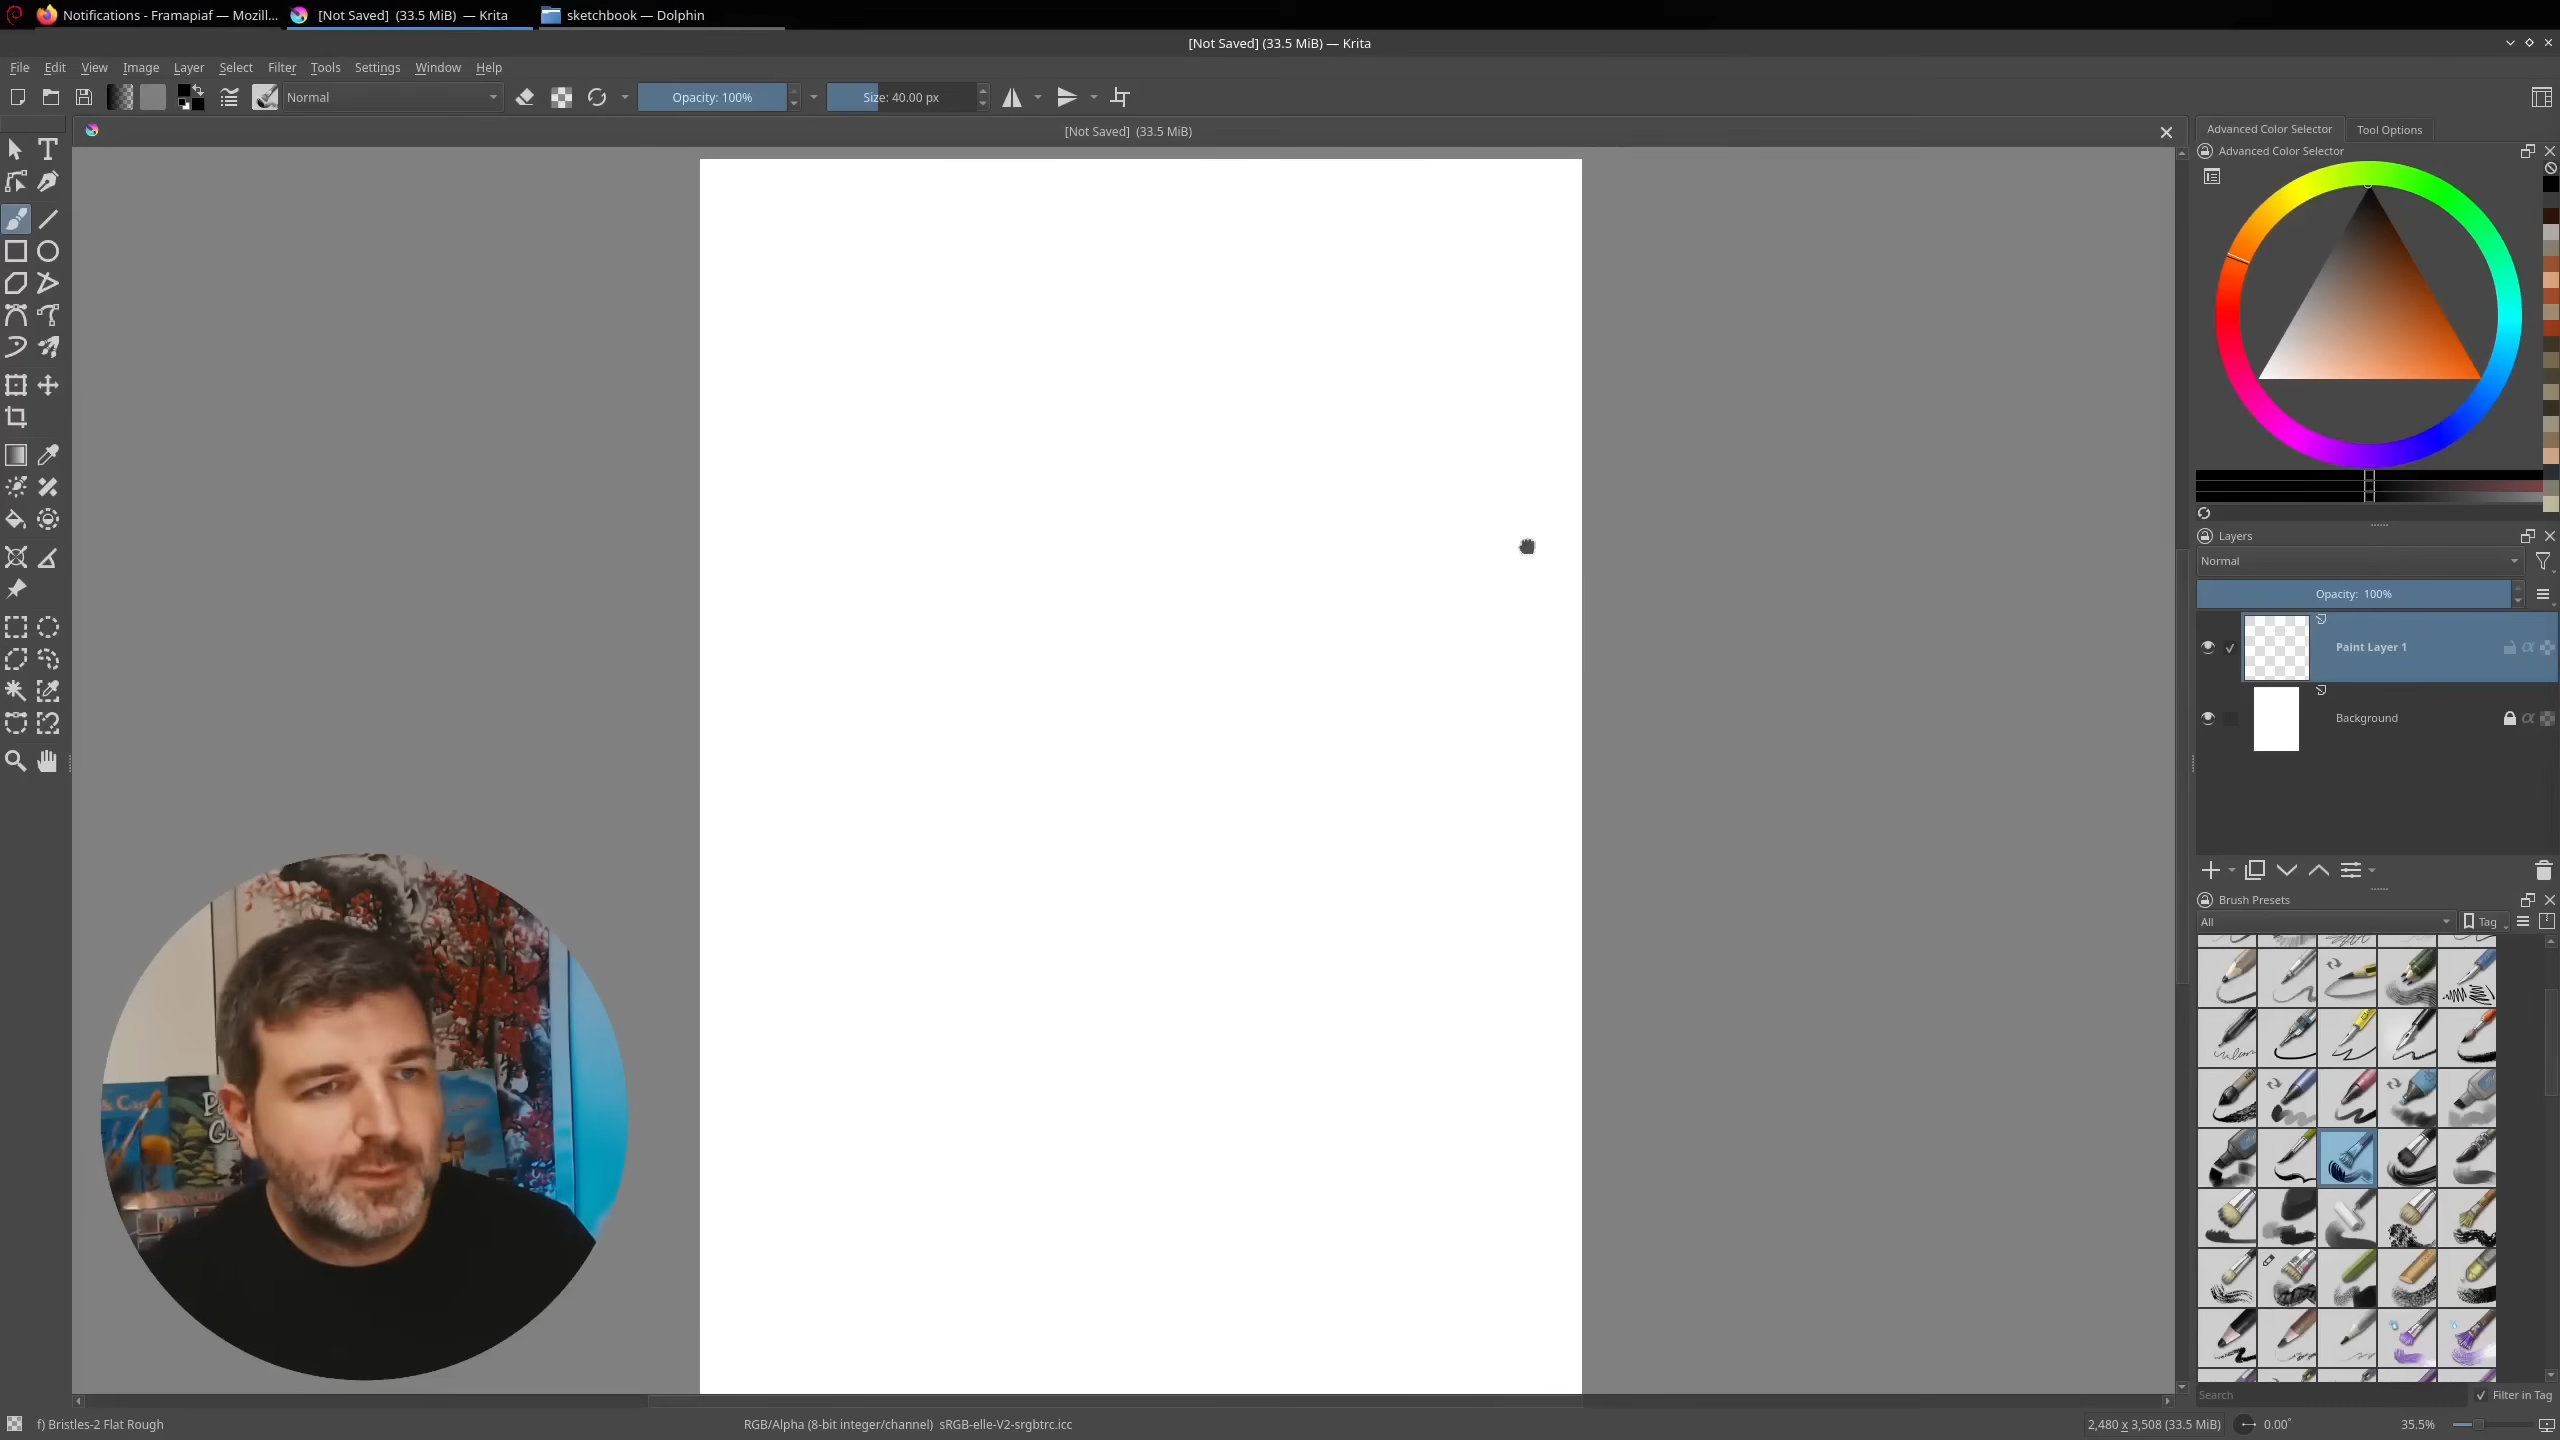 Notifications - Framapiaf — Mozill...
[Not Saved] (33.5 MiB) — Krita
sketchbook — Dolphin
[Not Saved] (33.5 MiB) — Krita
File Edit View Image Layer Select Filter Tools Settings Window Help
Normal
Opacity: 100%
Size: 40.00 px
[Not Saved] (33.5 MiB)
Advanced Color Selector
Tool Options
Advanced Color Selector
Layers
Normal
Opacity: 100%
Paint Layer 1
Background
Brush Presets
All
Tag
Search
Filter in Tag
f) Bristles-2 Flat Rough
RGB/Alpha (8-bit integer/channel) sRGB-elle-V2-srgbtrc.icc
2,480 x 3,508 (33.5 MiB)
0.00°
35.5%